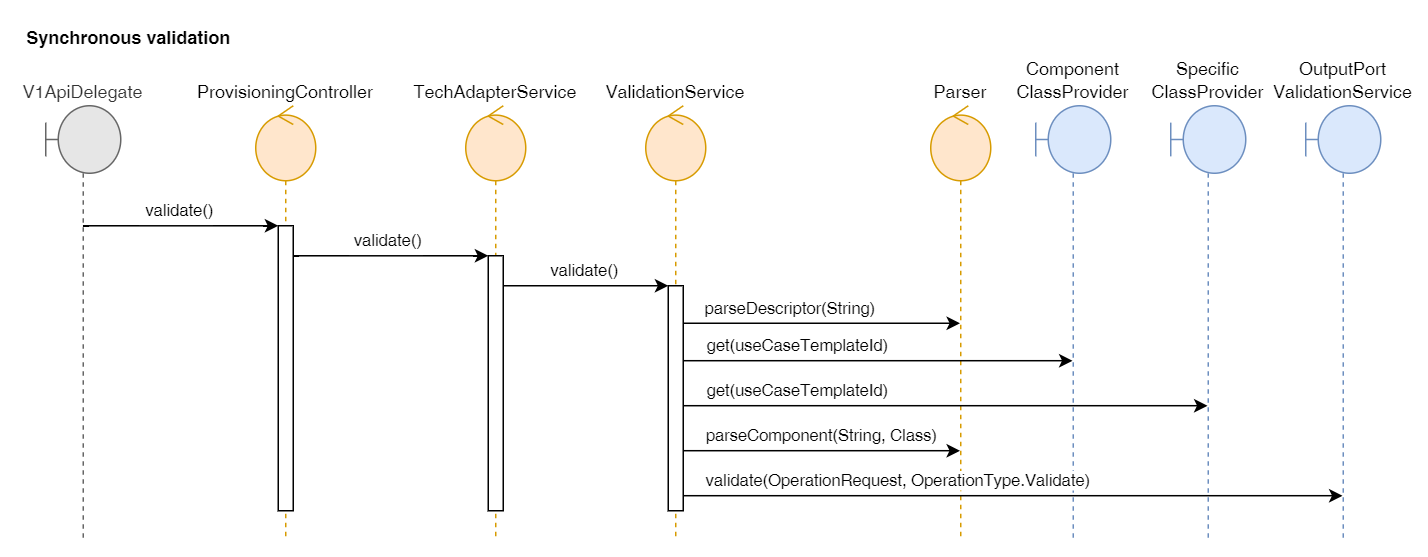 Synchronous validation
Component
Specific
OutputPort
V1ApiDelegate
ProvisioningController
TechAdapterService
ValidationService
Parser
ClassProvider
ClassProvider
ValidationService
validate()
validate()
validate()
parseDescriptor(String)
get(useCaseTemplateId)
get(useCaseTemplateId)
parseComponent(String, Class)
validate(OperationRequest, OperationType.Validate)